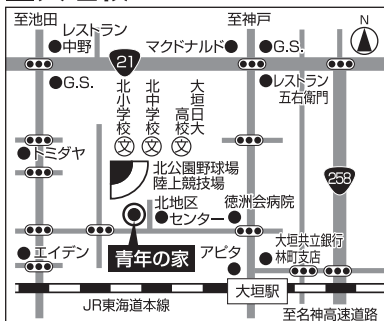 至池田
至神戸
N
レストラン
中野
マクドナルド
G.S.
21
G.S.
北小学校
北中学校
大垣日大
高校
レストラン
五右衛門
文
文
文
トミダヤ
北公園野球場
陸上競技場
258
北地区
センター
徳洲会病院
エイデン
青年の家
アピタ
大垣共立銀行
林町支店
大垣駅
JR東海道本線
至名神高速道路